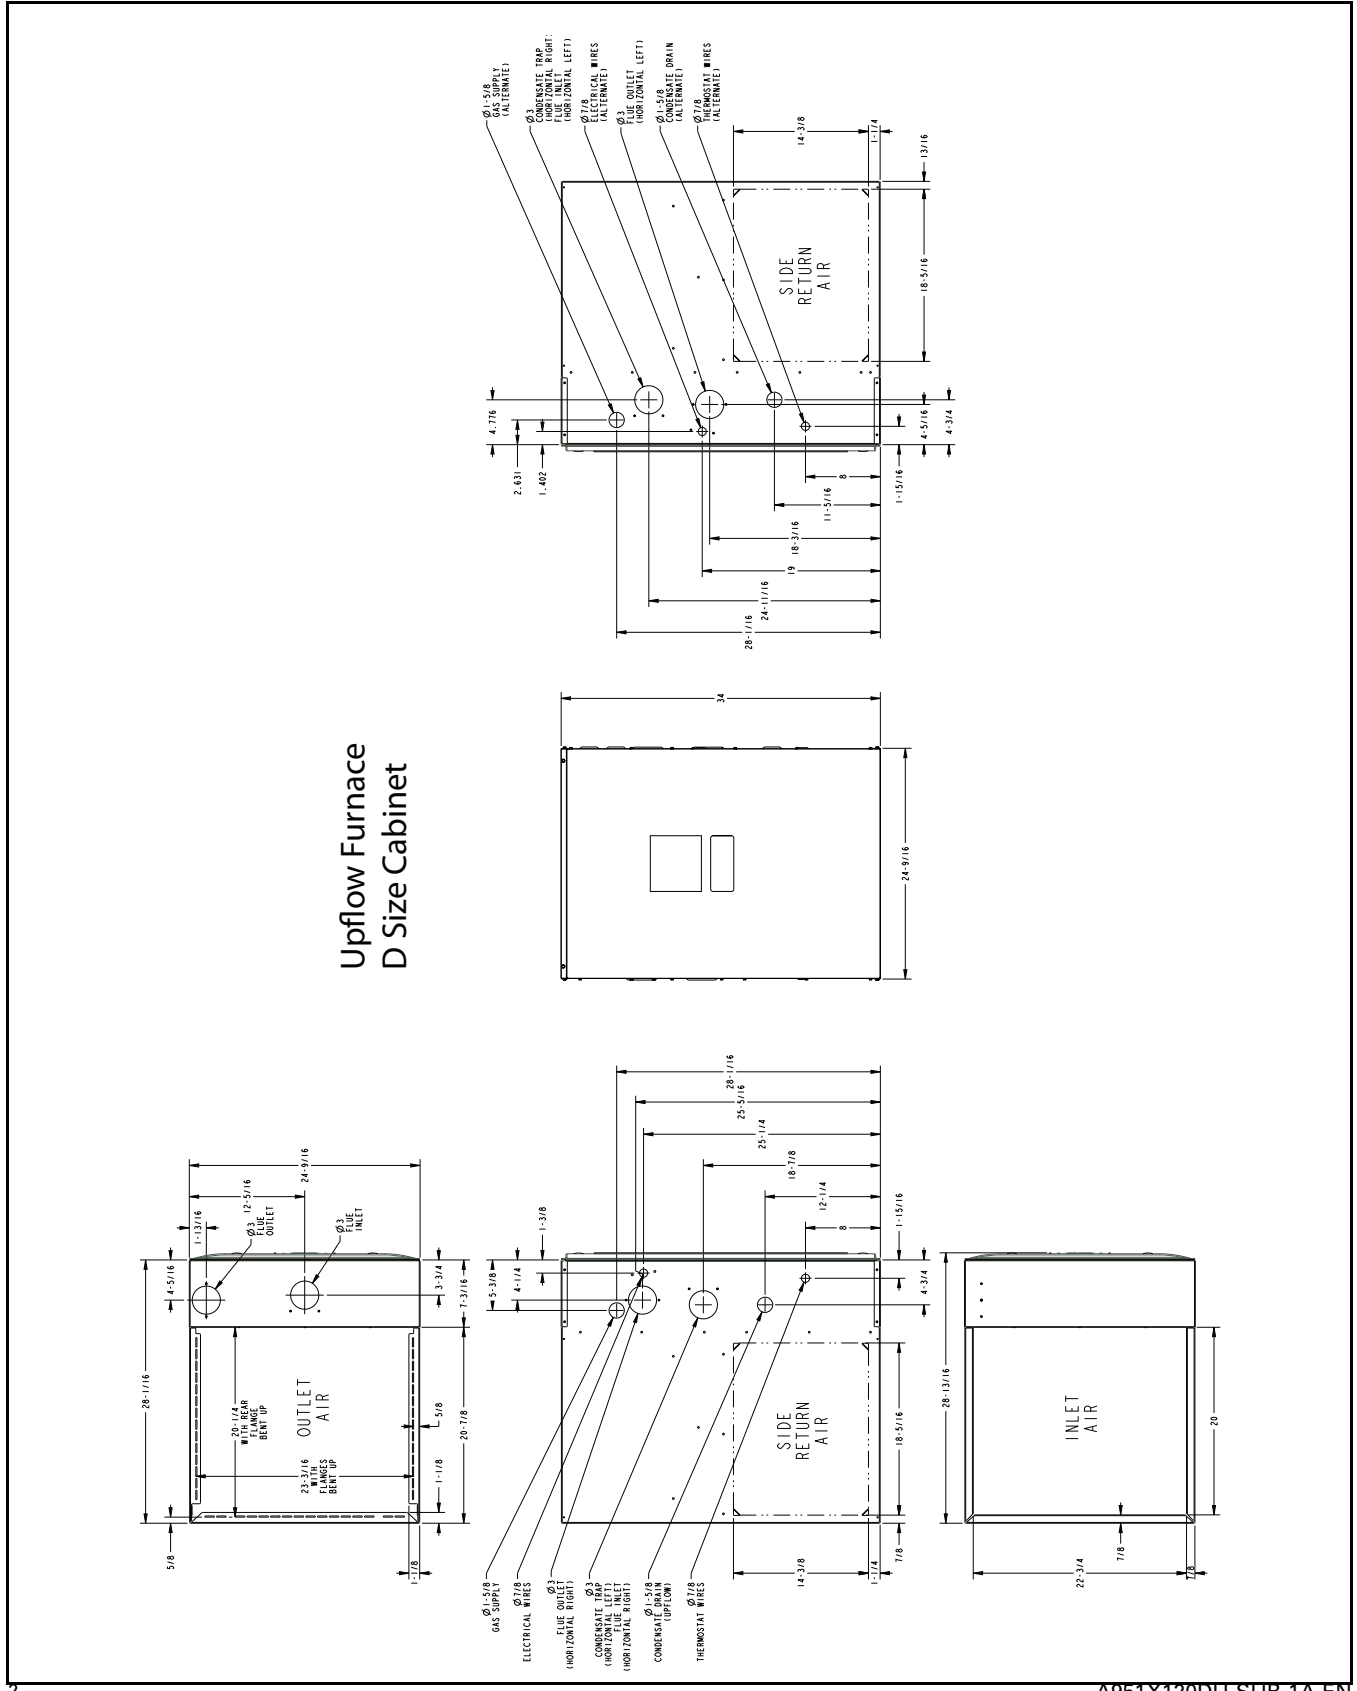 Upflow Furnace
D Size Cabinet
Ø1-5/8
GAS SUPPLY
(ALTERNATE)
Ø3
CONDENSATE TRAP
(HORIZONTAL RIGHT)
FLUE INLET
(HORIZONTAL LEFT)
Ø7/8
ELECTRICAL WIRES
(ALTERNATE)
Ø3
FLUE OUTLET
(HORIZONTAL LEFT)
Ø1-5/8
CONDENSATE DRAIN
(ALTERNATE)
Ø7/8
THERMOSTAT WIRES
(ALTERNATE)
14-3/8
1-1/4
13/16
18-5/16
SIDE
RETURN
AIR
4.776
2.631
1.402
4-5/16
4-3/4
1-15/16
8
11-5/16
18-3/16
19
24-11/16
28-1/16
34
24-9/16
24-9/16
12-5/16
1-13/16
Ø3
FLUE
OUTLET
Ø3
FLUE
INLET
4-5/16
3-3/4
7-3/16
28-1/16
20-1/4
WITH REAR
FLANGE
BENT UP
OUTLET
AIR
23-3/16
WITH
FLANGES
BENT UP
5/8
20-7/8
1-1/8
5/8
1-1/8
28-1/16
25-5/16
25-1/4
18-7/8
12-1/4
8
1-15/16
1-3/8
4-1/4
5-3/8
4-3/4
SIDE
RETURN
AIR
18-5/16
7/8
14-3/8
1-1/4
Ø1-5/8
GAS SUPPLY
Ø7/8
ELECTRICAL WIRES
Ø3
FLUE OUTLET
(HORIZONTAL RIGHT)
Ø3
CONDENSATE TRAP
(HORIZONTAL LEFT)
FLUE INLET
(HORIZONTAL RIGHT)
Ø1-5/8
CONDENSATE DRAIN
(UPFLOW)
Ø7/8
THERMOSTAT WIRES
28-13/16
INLET
AIR
20
7/8
22-3/4
7/8
2
A951X120DU-SUB-1A-EN